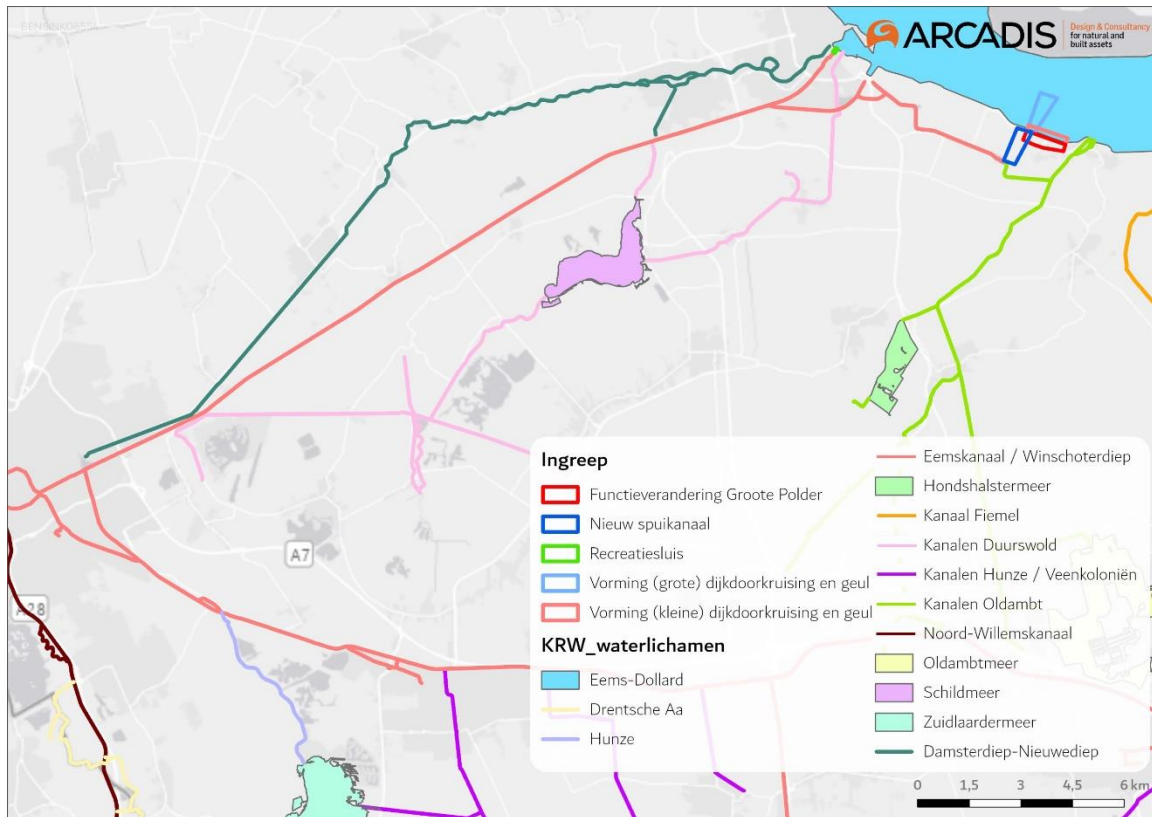 ARCADIS
Design & Consultancy
for natural and
built assets
A7
A28
Ingreep
Functieverandering Groote Polder
Nieuw spuikanaal
Recreatiesluis
Vorming (grote) dijkdoorkruising en geul
Vorming (kleine) dijkdoorkruising en geul
KRW_waterlichamen
Eems-Dollard
Drentsche Aa
Hunze
Eemskanaal / Winschoterdiep
Hondshalstermeer
Kanaal Fiemel
Kanalen Duurswold
Kanalen Hunze / Veenkoloniën
Kanalen Oldambt
Noord-Willemskanaal
Oldambtmeer
Schildmeer
Zuidlaardermeer
Damsterdiep-Nieuwediep
0 1,5 3 4,5 6 km